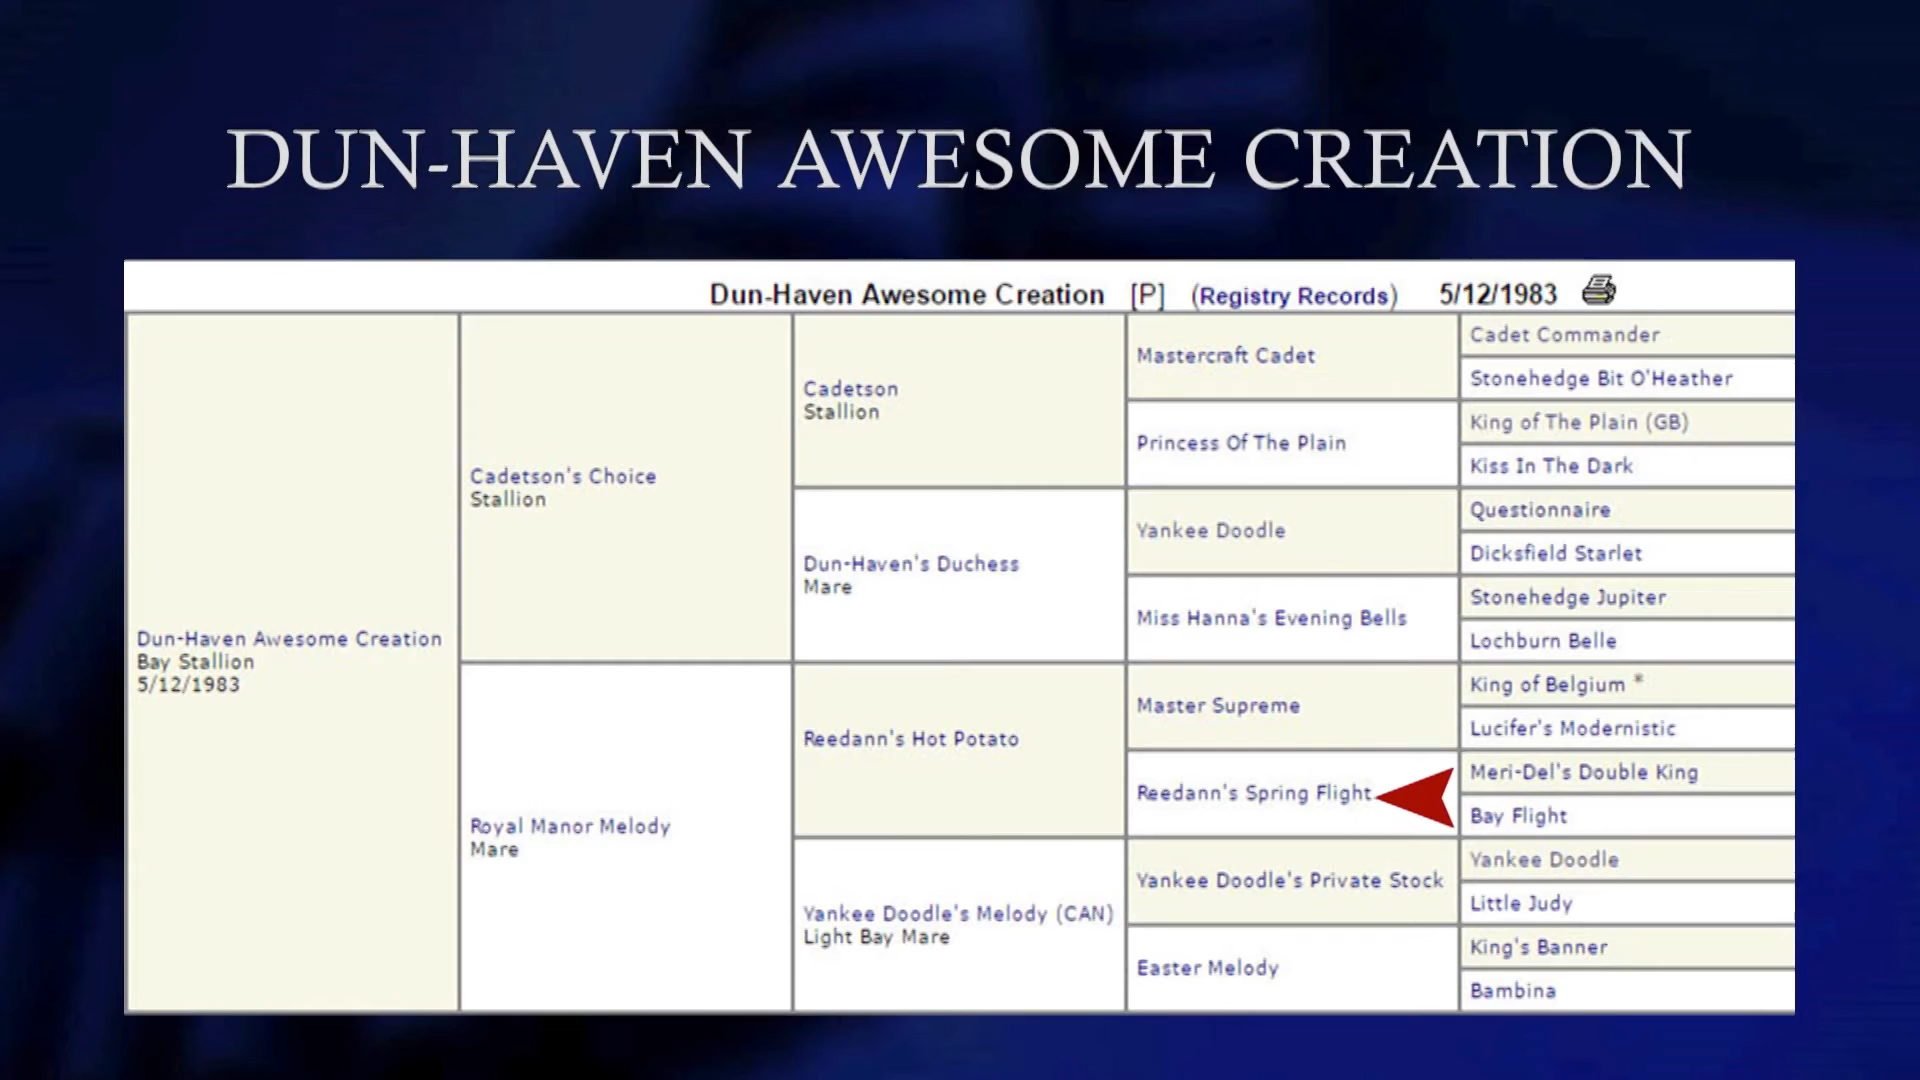 DUN-HAVEN AWESOME CREATION
Dun-Haven Awesome Creation [P] (Registry Records) 5/12/1983
Dun-Haven Awesome Creation
Bay Stallion
5/12/1983
Cadetson's Choice
Stallion
Royal Manor Melody
Mare
Cadetson
Stallion
Dun-Haven's Duchess
Mare
Reedann's Hot Potato
Yankee Doodle's Melody (CAN)
Light Bay Mare
Mastercraft Cadet
Princess Of The Plain
Yankee Doodle
Miss Hanna's Evening Bells
Master Supreme
Reedann's Spring Flight
Yankee Doodle's Private Stock
Easter Melody
Cadet Commander
Stonehedge Bit O'Heather
King of The Plain (GB)
Kiss In The Dark
Questionnaire
Dicksfield Starlet
Stonehedge Jupiter
Lochburn Belle
King of Belgium *
Lucifer's Modernistic
Meri-Del's Double King
Bay Flight
Yankee Doodle
Little Judy
King's Banner
Bambina